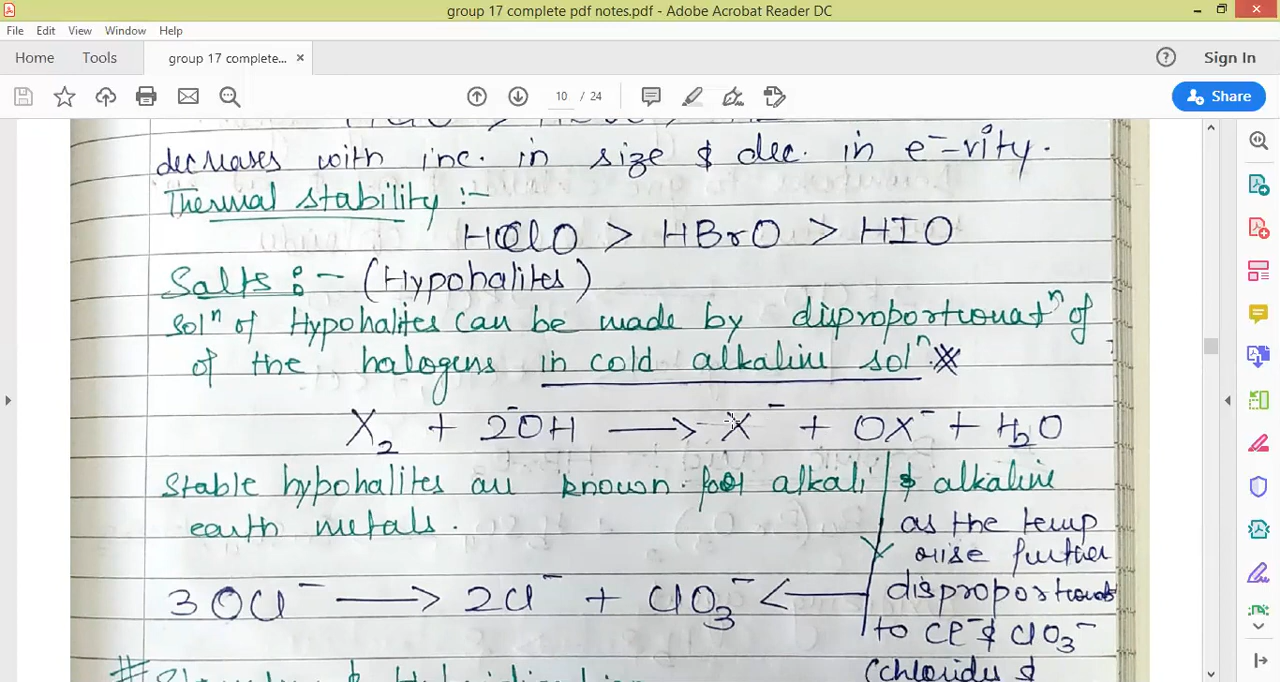 group 17 complete pdf notes.pdf - Adobe Acrobat Reader DC
File Edit View Window Help
Home Tools group 17 complete... × Sign In
10 / 24 Share
decreases with inc. in size & dec. in e⁻-vity.
Thermal stability :-
HClO > HBrO > HIO
Salts :- (Hypohalites)
Solⁿ of Hypohalites can be made by disproportionatⁿ of
of the halogens in cold alkaline solⁿ.
X₂ + 2⁻OH → X⁻ + OX⁻ + H₂O
Stable hypohalites are known for alkali & alkaline
earth metals.
as the temp
rise further
disproportionates
to Cl⁻ & ClO₃⁻
(chloride &
3OCl⁻ → 2Cl⁻ + ClO₃⁻